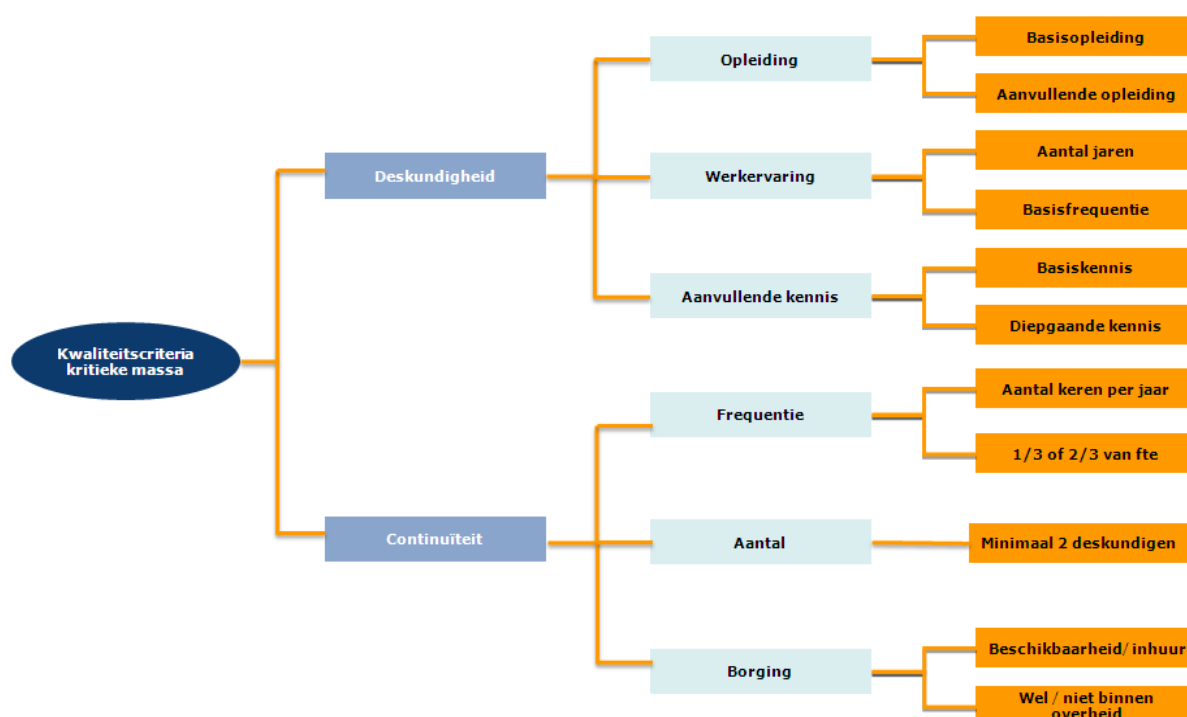 Kwaliteitscriteria
kritieke massa
Deskundigheid
Opleiding
Basisopleiding
Aanvullende opleiding
Werkervaring
Aantal jaren
Basisfrequentie
Aanvullende kennis
Basiskennis
Diepgaande kennis
Continuïteit
Frequentie
Aantal keren per jaar
1/3 of 2/3 van fte
Aantal
Minimaal 2 deskundigen
Borging
Beschikbaarheid/ inhuur
Wel / niet binnen
overheid